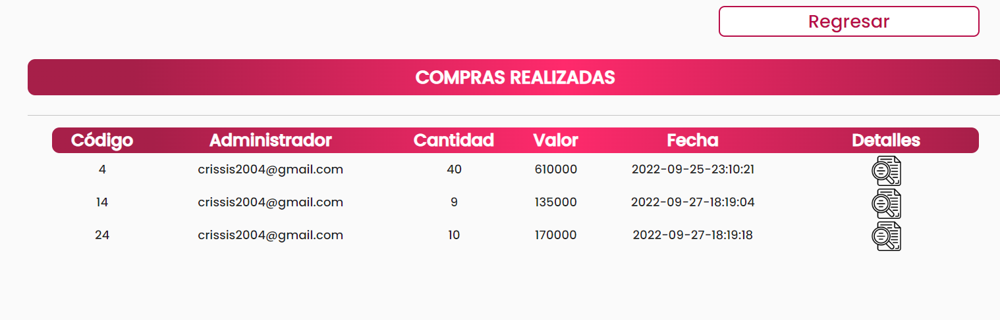 Regresar
COMPRAS REALIZADAS
Código Administrador Cantidad Valor Fecha Detalles
4 crissis2004@gmail.com 40 610000 2022-09-25-23:10:21
14 crissis2004@gmail.com 9 135000 2022-09-27-18:19:04
24 crissis2004@gmail.com 10 170000 2022-09-27-18:19:18